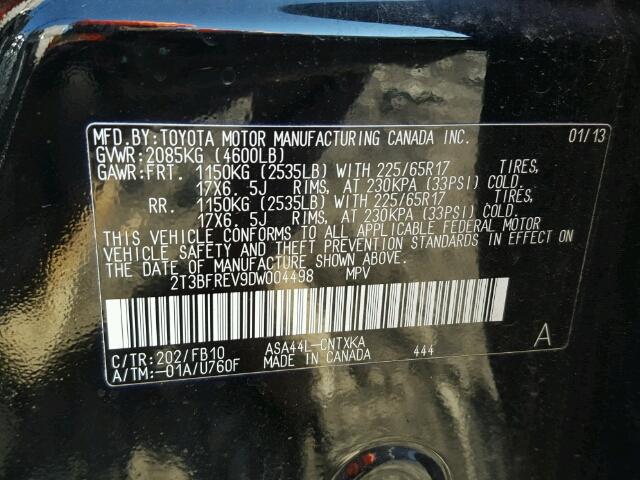 MFD.BY:TOYOTA MOTOR MANUFACTURING CANADA INC. 01/13
GVWR:2085KG (4600LB)
GAWR:FRT. 1150KG (2535LB) WITH 225/65R17 TIRES,
17X6. 5J RIMS, AT 230KPA (33PSI) COLD.
RR. 1150KG (2535LB) WITH 225/65R17 TIRES,
17X6. 5J RIMS, AT 230KPA (33PSI) COLD.
THIS VEHICLE CONFORMS TO ALL APPLICABLE FEDERAL MOTOR
VEHICLE SAFETY AND THEFT PREVENTION STANDARDS IN EFFECT ON
THE DATE OF MANUFACTURE SHOWN ABOVE.
2T3BFREV9DW004498 MPV
A
C/TR:202/FB10 ASA44L-CNTXKA
A/TM:-01A/U760F MADE IN CANADA 444